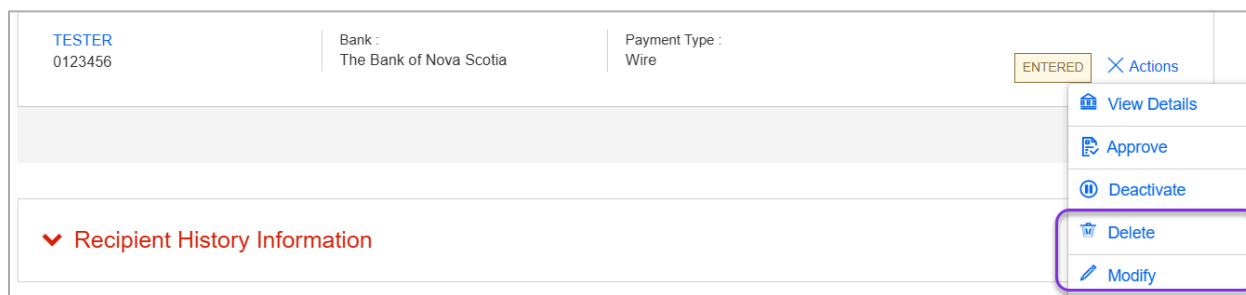 TESTER
0123456
Bank :
The Bank of Nova Scotia
Payment Type :
Wire
ENTERED
Actions
View Details
Approve
Deactivate
Delete
Modify
Recipient History Information